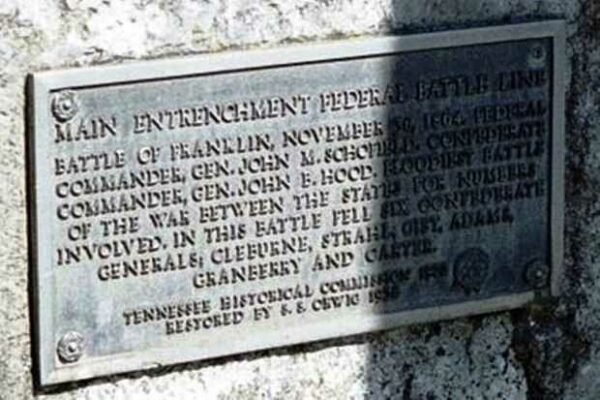 MAIN ENTRENCHMENT FEDERAL BATTLE LINE
BATTLE OF FRANKLIN, NOVEMBER 30, 1864. FEDERAL
COMMANDER, GEN. JOHN M. SCHOFIELD. CONFEDERATE
COMMANDER, GEN. JOHN B. HOOD. BLOODIEST BATTLE
OF THE WAR BETWEEN THE STATES FOR NUMBERS
INVOLVED. IN THIS BATTLE FELL SIX CONFEDERATE
GENERALS; CLEBURNE, STRAHL, GIST, ADAMS,
GRANBERRY AND CARTER.
TENNESSEE HISTORICAL COMMISSION
RESTORED BY S. E. ORWIG